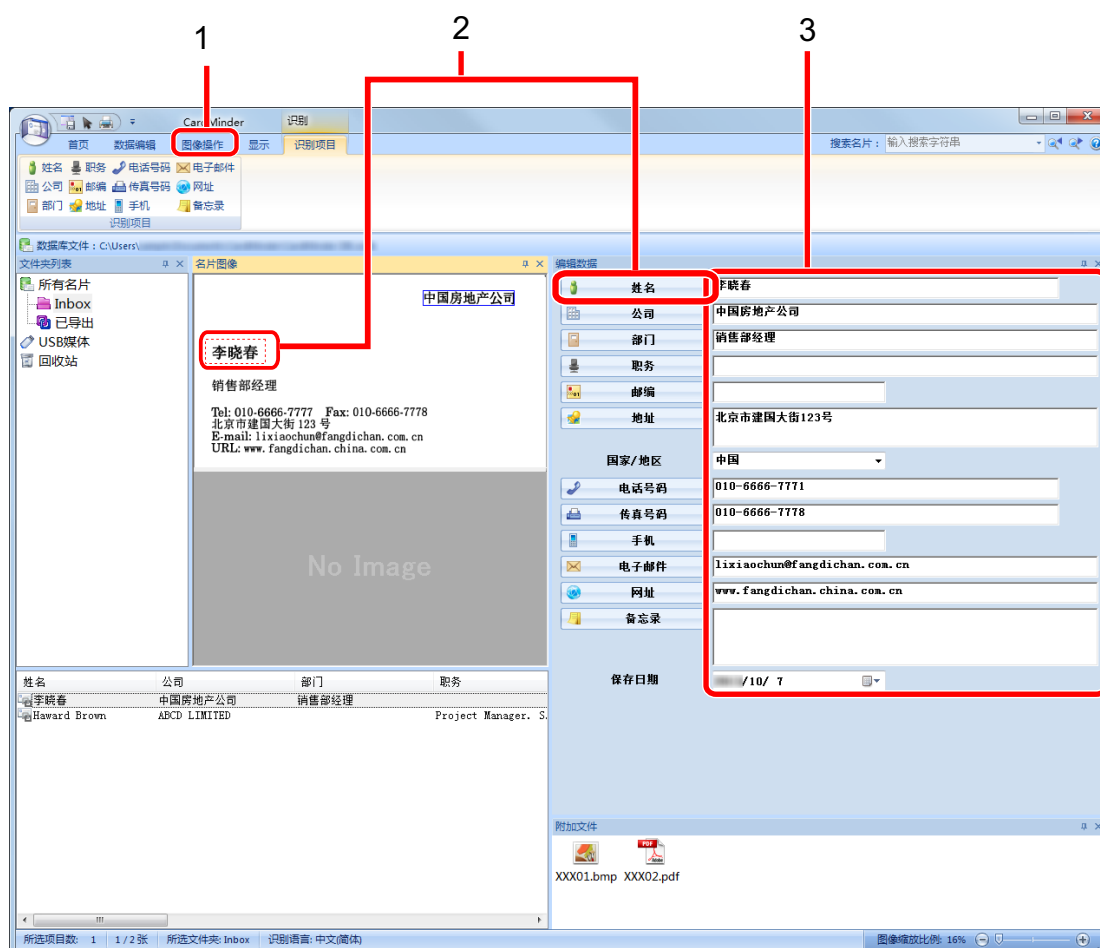 1
2
3
CardMinder
识别
首页 数据编辑 图像操作 显示 识别项目
搜索名片： 输入搜索字符串
姓名 职务 电话号码 电子邮件
公司 邮编 传真号码 网址
部门 地址 手机 备忘录
识别项目
数据库文件：C:\Users\
文件夹列表
所有名片
Inbox
已导出
USB媒体
回收站
名片图像
中国房地产公司
李晓春
销售部经理
Tel: 010-6666-7777 Fax: 010-6666-7778
北京市建国大街 123 号
E-mail: lixiaochun@fangdichan.com.cn
URL: www.fangdichan.china.com.cn
No Image
编辑数据
姓名 李晓春
公司 中国房地产公司
部门 销售部经理
职务
邮编
地址 北京市建国大街123号
国家/地区 中国
电话号码 010-6666-7771
传真号码 010-6666-7778
手机
电子邮件 lixiaochun@fangdichan.com.cn
网址 www.fangdichan.china.com.cn
备忘录
保存日期 /10/ 7
姓名 公司 部门 职务
李晓春 中国房地产公司 销售部经理
Haward Brown ABCD LIMITED Project Manager. S.
附加文件
PDF
XXX01.bmp XXX02.pdf
所选项目数: 1 1/2张 所选文件夹: Inbox 识别语言: 中文(简体) 图像缩放比例: 16%